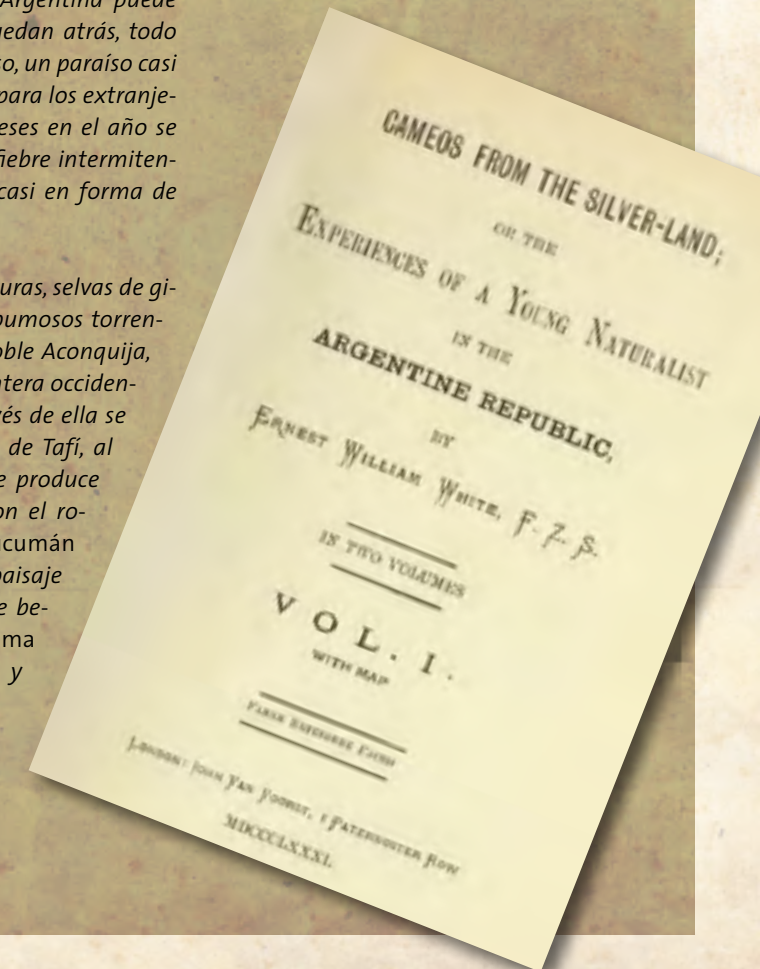 Argentina puede
uedan atrás, todo
so, un paraíso casi
para los extranje-
eses en el año se
fiebre intermiten-
casi en forma de
uras, selvas de gi-
pumosos torren-
oble Aconquija,
ntera occiden-
vés de ella se
de Tafí, al
e produce
on el ro-
ucumán
paisaje
e be-
ma
y
CAMEOS FROM THE SILVER-LAND;
OR THE
EXPERIENCES OF A YOUNG NATURALIST
IN THE
ARGENTINE REPUBLIC,
BY
ERNEST WILLIAM WHITE, F. Z. S.
IN TWO VOLUMES
VOL. I.
WITH MAP
LONDON: JOHN VAN VOORST, 1 PATERNOSTER ROW
MDCCCLXXXI.